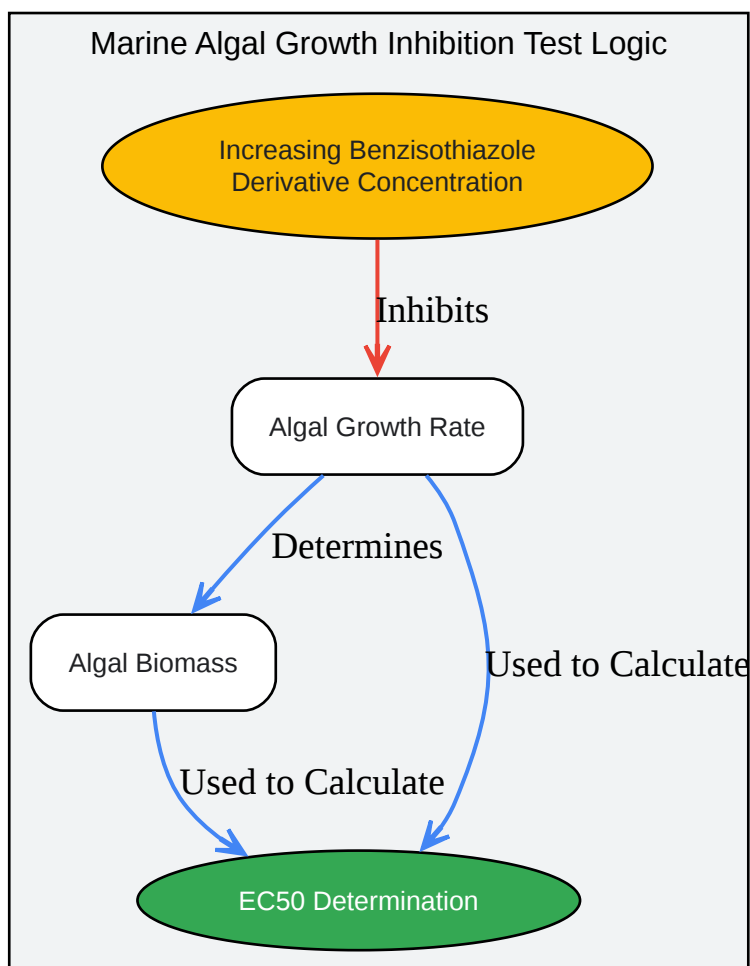 Marine Algal Growth Inhibition Test Logic
Increasing Benzisothiazole
Derivative Concentration
Inhibits
Algal Growth Rate
Determines
Algal Biomass
Used to Calculate
Used to Calculate
EC50 Determination